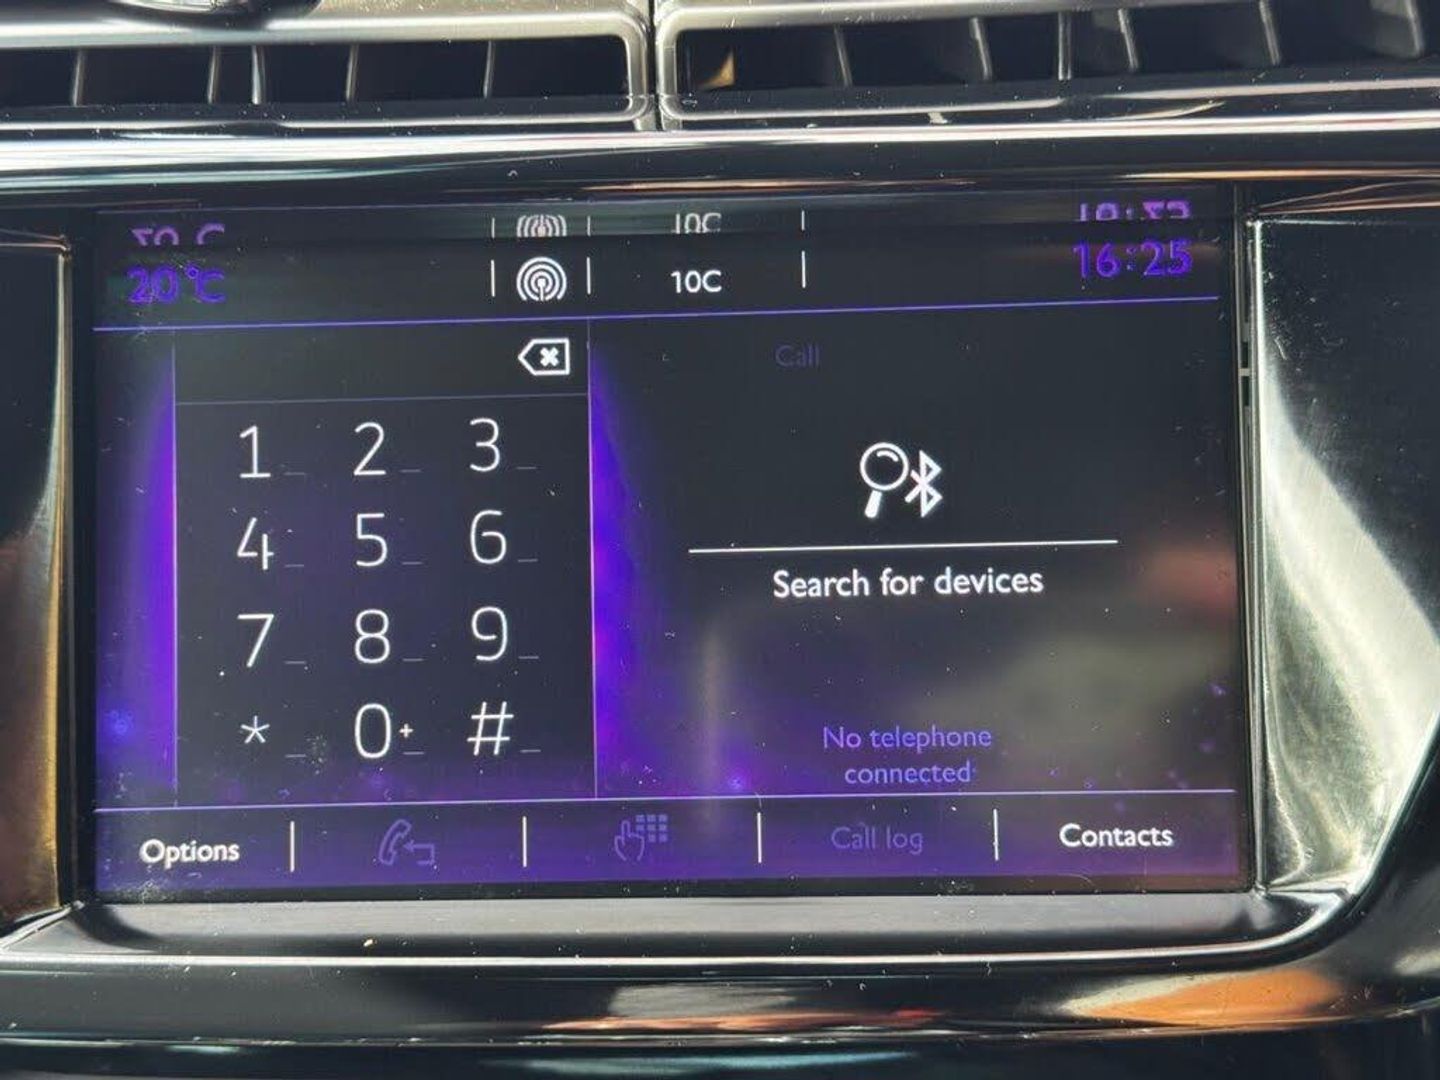 20 °C 10C 16:25
Call
1 2 3
4 5 6
7 8 9
* 0+ #
Search for devices
No telephone
connected
Options Call log Contacts